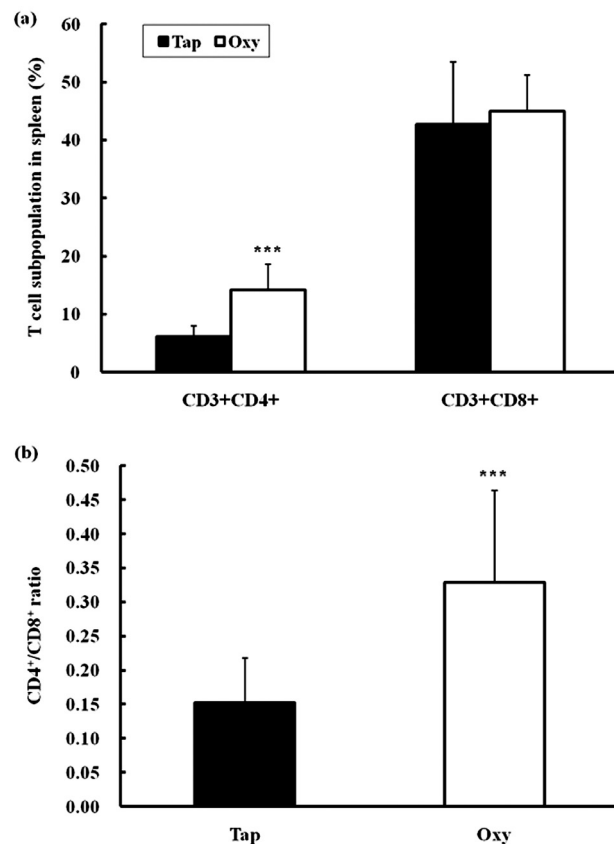 (a)
T cell subpopulation in spleen (%)
60
50
40
30
20
10
0
Tap Oxy
***
CD3+CD4+ CD3+CD8+
(b)
CD4⁺/CD8⁺ ratio
0.50
0.45
0.40
0.35
0.30
0.25
0.20
0.15
0.10
0.05
0.00
***
Tap Oxy